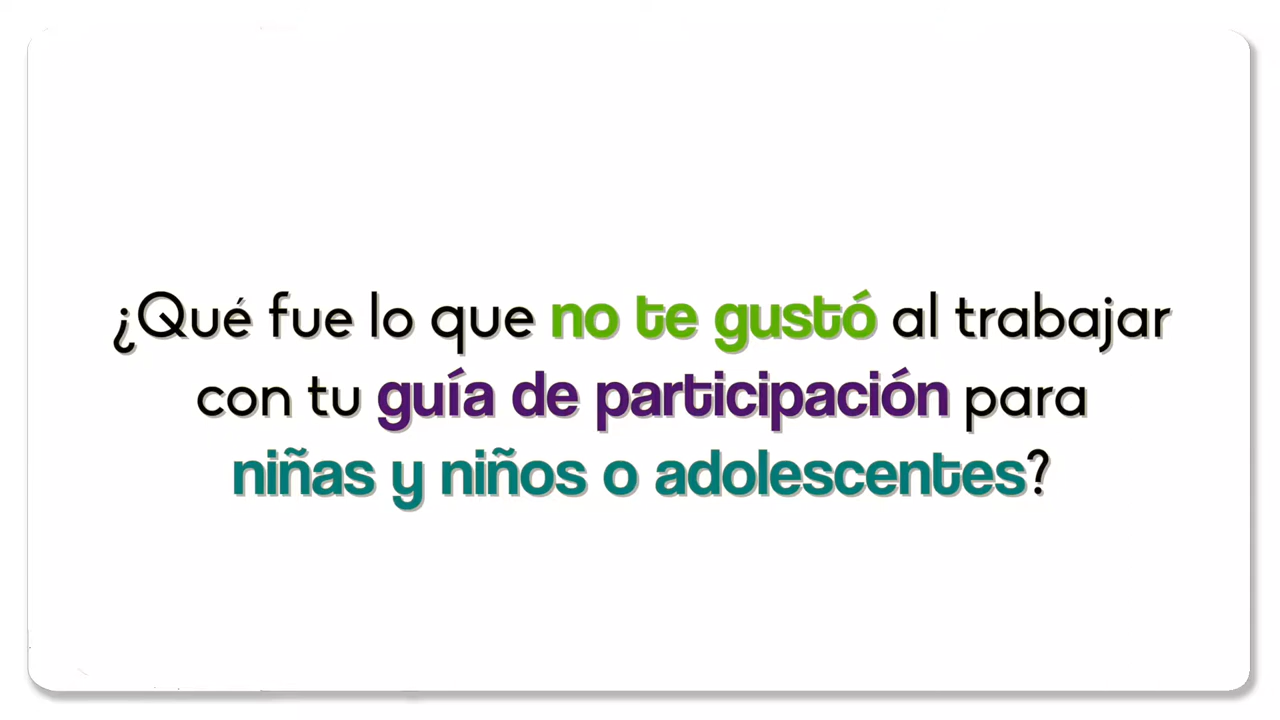 ¿Qué fue lo que no te gustó al trabajar
con tu guía de participación para
niñas y niños o adolescentes?